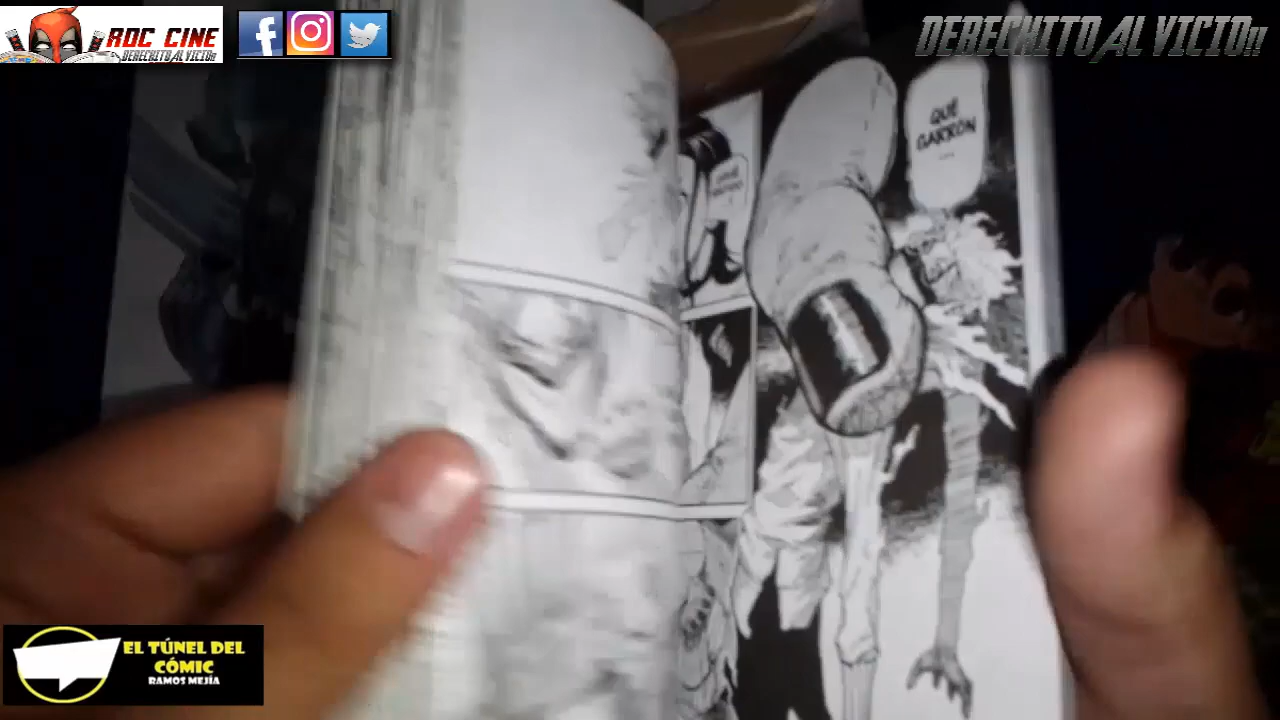 ROC CINE
DERECHITO AL VICIO!!
DERECHITO AL VICIO!!
QUÉ
GARRÓN
...
EL TÚNEL DEL
CÓMIC
RAMOS MEJÍA